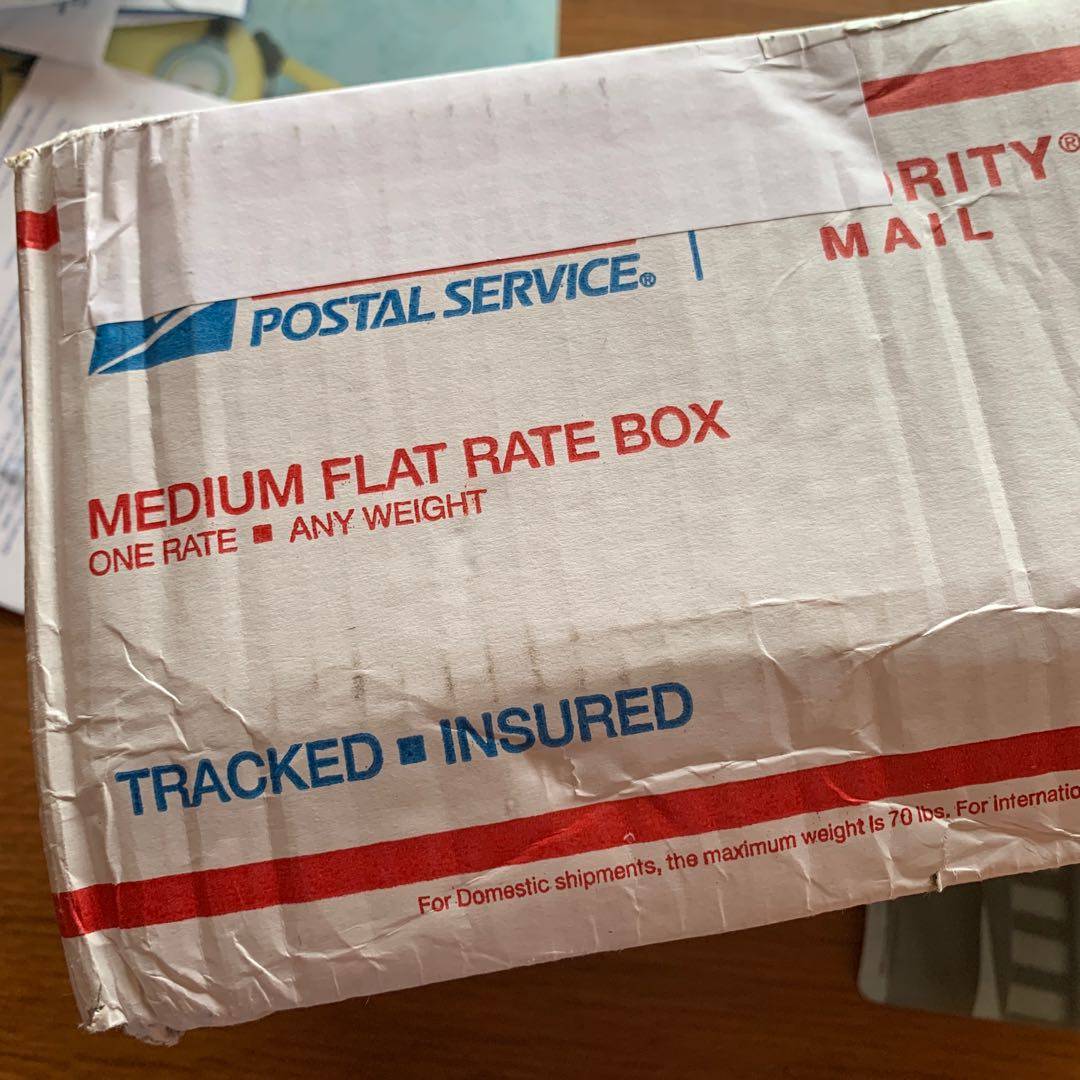 RITY®
MAIL
POSTAL SERVICE®
MEDIUM FLAT RATE BOX
ONE RATE ■ ANY WEIGHT
TRACKED ■ INSURED
For Domestic shipments, the maximum weight is 70 lbs. For internatio